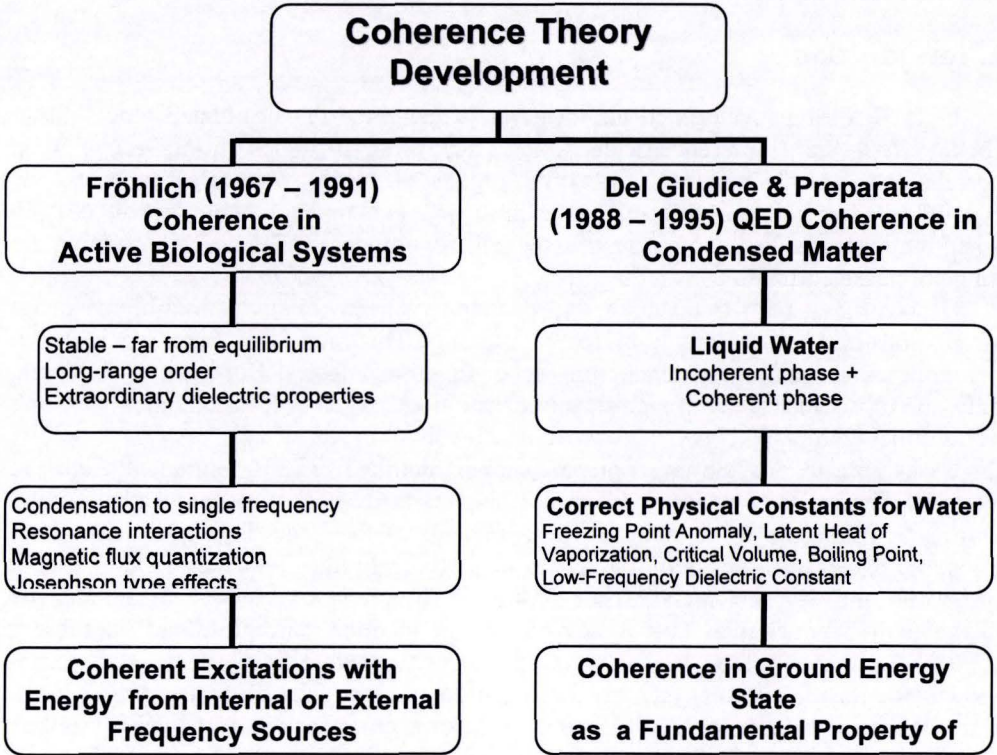 Coherence Theory
Development
Fröhlich (1967 – 1991)
Coherence in
Active Biological Systems
Del Giudice & Preparata
(1988 – 1995) QED Coherence in
Condensed Matter
Stable – far from equilibrium
Long-range order
Extraordinary dielectric properties
Liquid Water
Incoherent phase +
Coherent phase
Condensation to single frequency
Resonance interactions
Magnetic flux quantization
Josephson type effects
Correct Physical Constants for Water
Freezing Point Anomaly, Latent Heat of
Vaporization, Critical Volume, Boiling Point,
Low-Frequency Dielectric Constant
Coherent Excitations with
Energy from Internal or External
Frequency Sources
Coherence in Ground Energy
State
as a Fundamental Property of